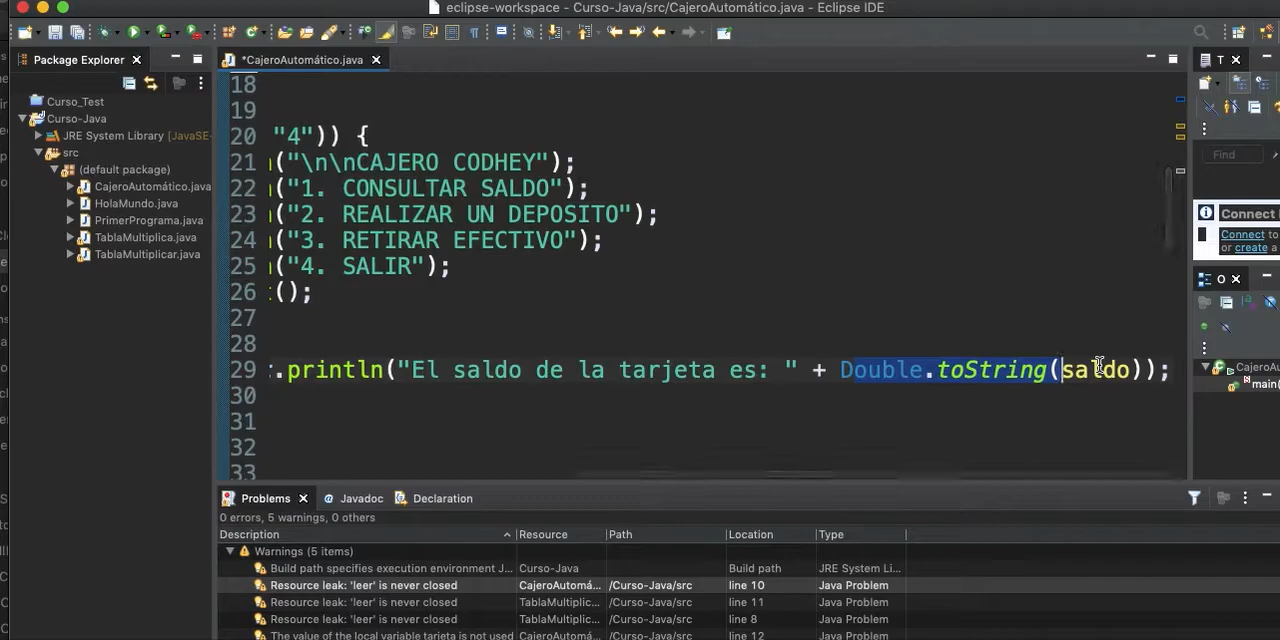 eclipse-workspace - Curso-Java/src/CajeroAutomático.java - Eclipse IDE
Package Explorer
*CajeroAutomático.java
T
Curso_Test
Curso-Java
JRE System Library [JavaSE-
src
(default package)
CajeroAutomático.java
HolaMundo.java
PrimerPrograma.java
TablaMultiplica.java
TablaMultiplicar.java
18
19
20 "4")) {
21 ("\n\nCAJERO CODHEY");
22 ("1. CONSULTAR SALDO");
23 ("2. REALIZAR UN DEPOSITO");
24 ("3. RETIRAR EFECTIVO");
25 ("4. SALIR");
26 ();
27
28
29 .println("El saldo de la tarjeta es: " + Double.toString(saldo));
30
31
32
33
Find
Connect
Connect to
or create a
O
CajeroAu
main(
Problems
@ Javadoc
Declaration
0 errors, 5 warnings, 0 others
Description Resource Path Location Type
Warnings (5 items)
Build path specifies execution environment J... Curso-Java Build path JRE System Li...
Resource leak: 'leer' is never closed CajeroAutomá... /Curso-Java/src line 10 Java Problem
Resource leak: 'leer' is never closed TablaMultiplic... /Curso-Java/src line 11 Java Problem
Resource leak: 'leer' is never closed TablaMultiplic... /Curso-Java/src line 8 Java Problem
The value of the local variable tarjeta is not used CajeroAutomá... /Curso-Java/src line 12 Java Problem